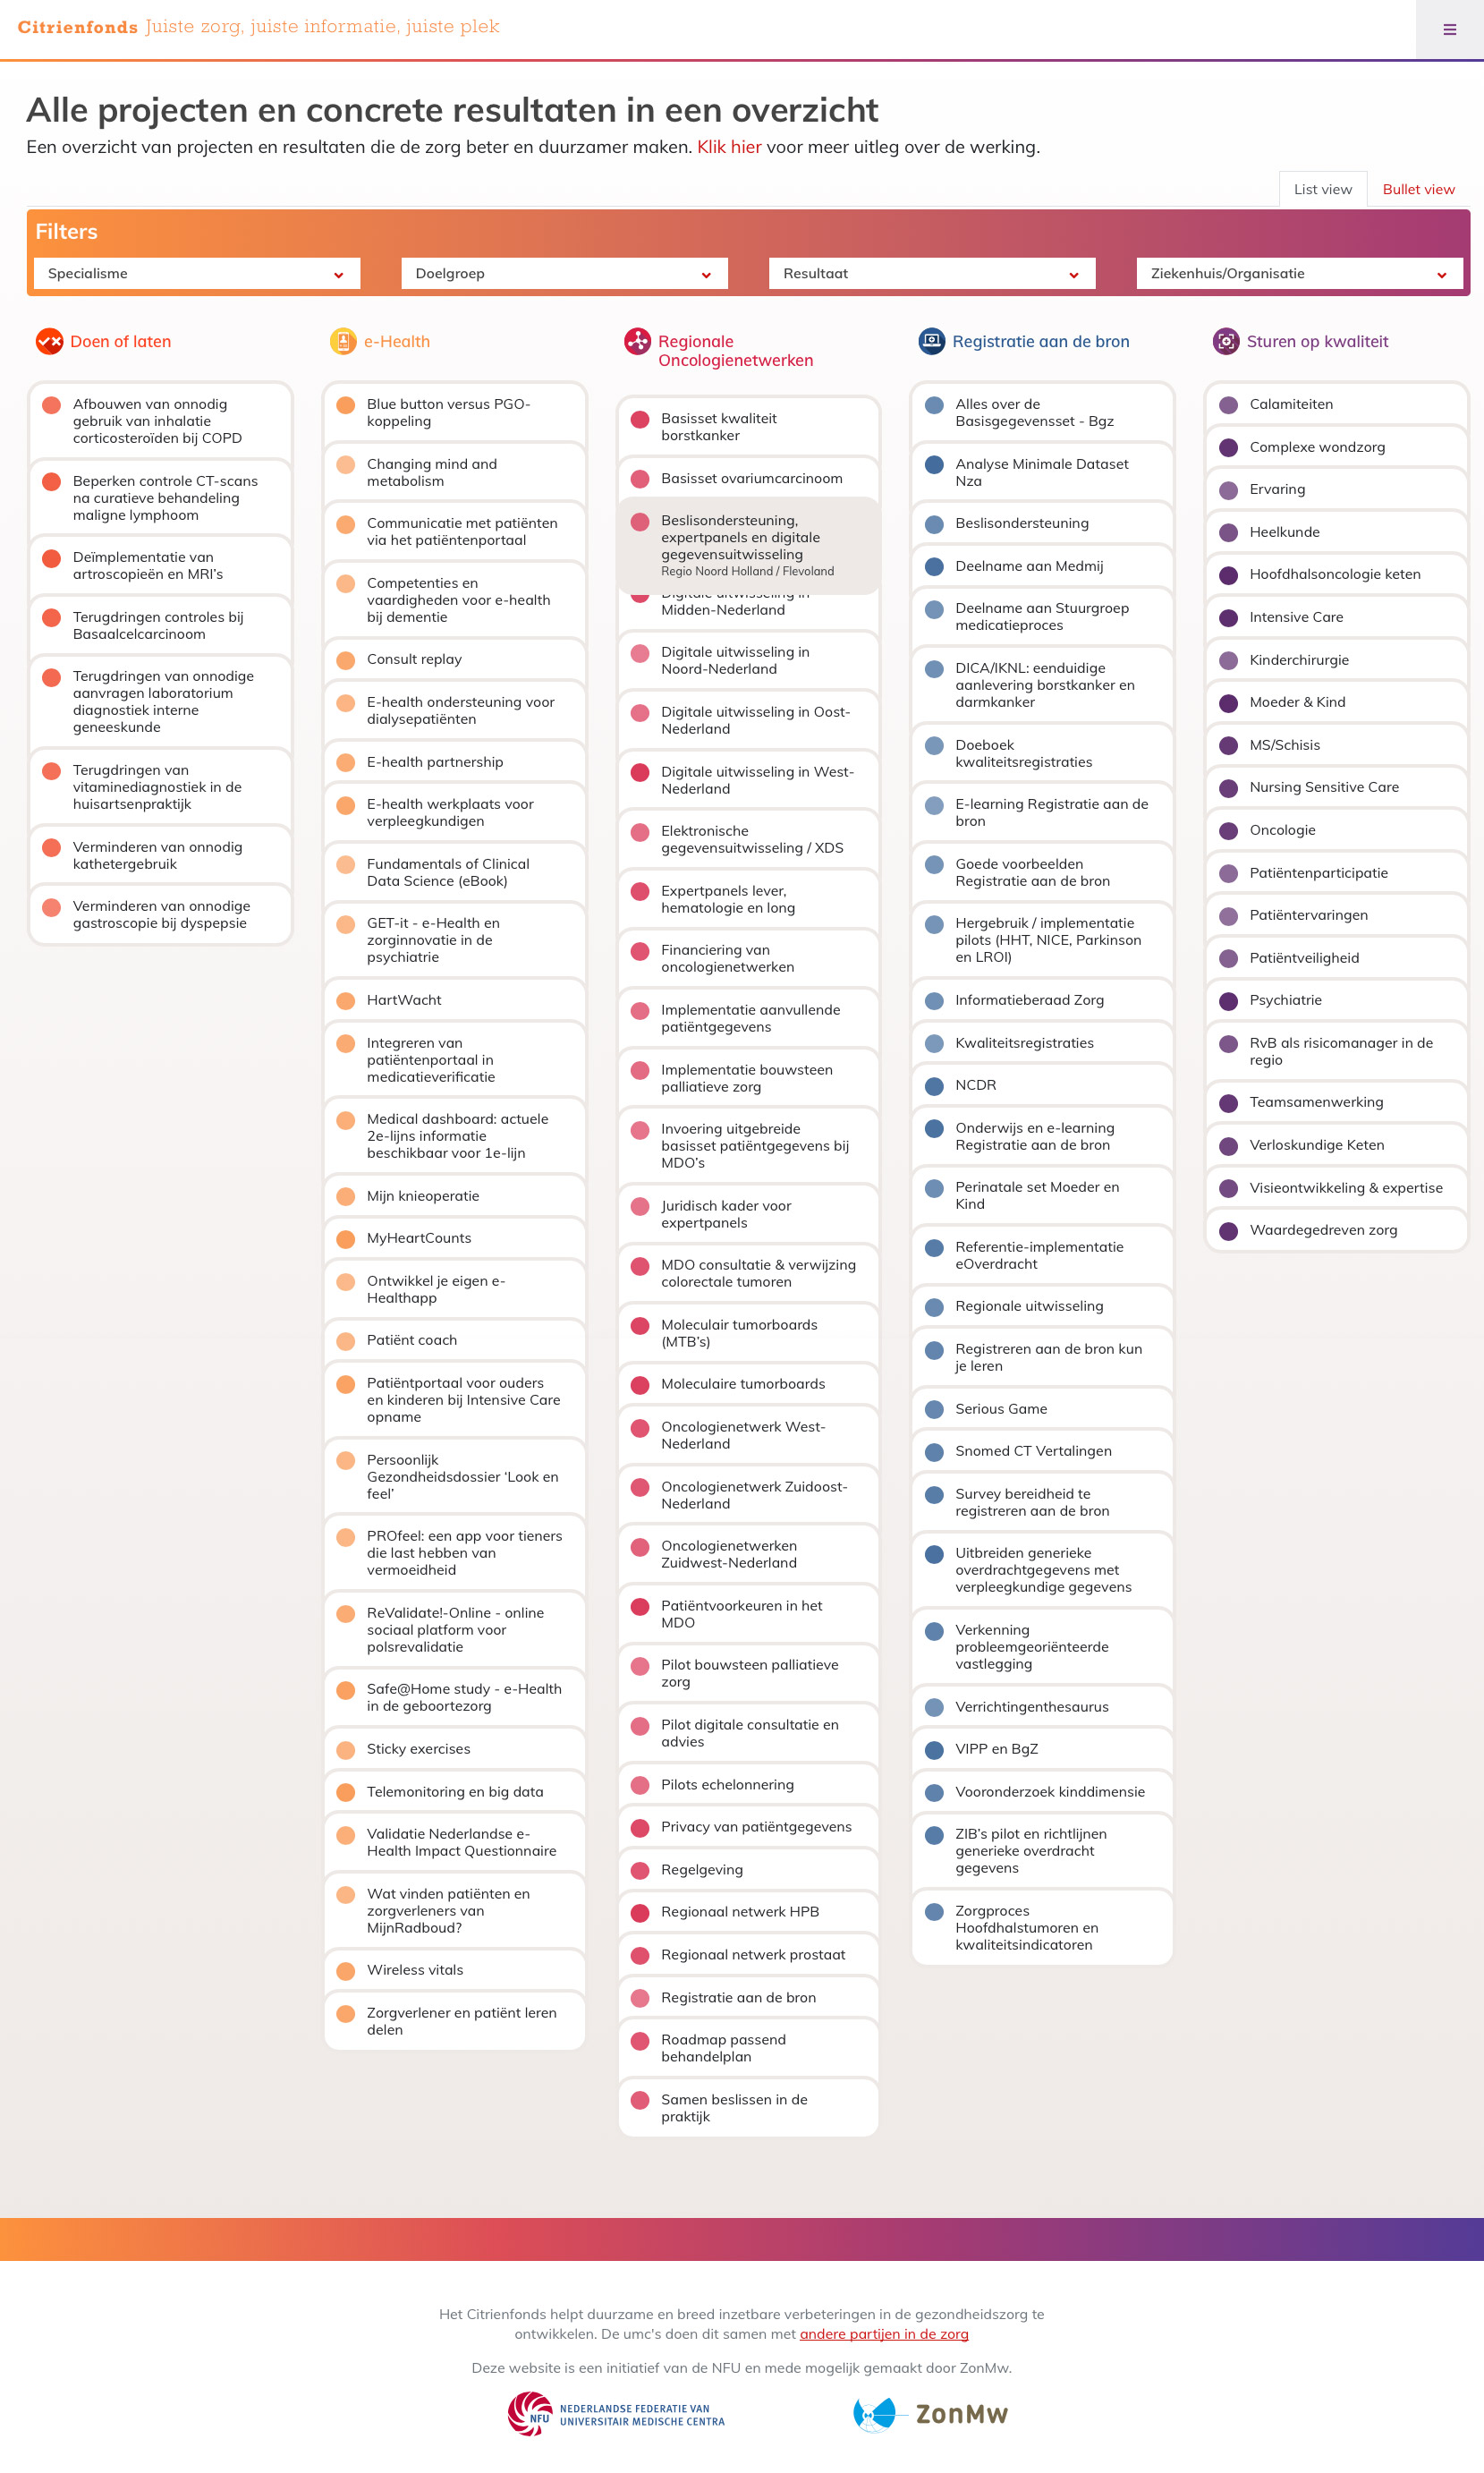 Citrienfonds Juiste zorg, juiste informatie, juiste plek
Alle projecten en concrete resultaten in een overzicht
Een overzicht van projecten en resultaten die de zorg beter en duurzamer maken. Klik hier voor meer uitleg over de werking.
List view
Bullet view
Filters
Specialisme
Doelgroep
Resultaat
Ziekenhuis/Organisatie
Doen of laten
Afbouwen van onnodig
gebruik van inhalatie
corticosteroïden bij COPD
Beperken controle CT-scans
na curatieve behandeling
maligne lymphoom
Deïmplementatie van
artroscopieën en MRI's
Terugdringen controles bij
Basaalcelcarcinoom
Terugdringen van onnodige
aanvragen laboratorium
diagnostiek interne
geneeskunde
Terugdringen van
vitaminediagnostiek in de
huisartsenpraktijk
Verminderen van onnodig
kathetergebruik
Verminderen van onnodige
gastroscopie bij dyspepsie
e-Health
Blue button versus PGO-
koppeling
Changing mind and
metabolism
Communicatie met patiënten
via het patiëntenportaal
Competenties en
vaardigheden voor e-health
bij dementie
Consult replay
E-health ondersteuning voor
dialysepatiënten
E-health partnership
E-health werkplaats voor
verpleegkundigen
Fundamentals of Clinical
Data Science (eBook)
GET-it - e-Health en
zorginnovatie in de
psychiatrie
HartWacht
Integreren van
patiëntenportaal in
medicatieverificatie
Medical dashboard: actuele
2e-lijns informatie
beschikbaar voor 1e-lijn
Mijn knieoperatie
MyHeartCounts
Ontwikkel je eigen e-
Healthapp
Patiënt coach
Patiëntportaal voor ouders
en kinderen bij Intensive Care
opname
Persoonlijk
Gezondheidsdossier 'Look en
feel'
PROfeel: een app voor tieners
die last hebben van
vermoeidheid
ReValidate!-Online - online
sociaal platform voor
polsrevalidatie
Safe@Home study - e-Health
in de geboortezorg
Sticky exercises
Telemonitoring en big data
Validatie Nederlandse e-
Health Impact Questionnaire
Wat vinden patiënten en
zorgverleners van
MijnRadboud?
Wireless vitals
Zorgverlener en patiënt leren
delen
Regionale
Oncologienetwerken
Basisset kwaliteit
borstkanker
Basisset ovariumcarcinoom
Beslisondersteuning,
expertpanels en digitale
gegevensuitwisseling
Regio Noord Holland / Flevoland
Digitale uitwisseling in
Midden-Nederland
Digitale uitwisseling in
Noord-Nederland
Digitale uitwisseling in Oost-
Nederland
Digitale uitwisseling in West-
Nederland
Elektronische
gegevensuitwisseling / XDS
Expertpanels lever,
hematologie en long
Financiering van
oncologienetwerken
Implementatie aanvullende
patiëntgegevens
Implementatie bouwsteen
palliatieve zorg
Invoering uitgebreide
basisset patiëntgegevens bij
MDO's
Juridisch kader voor
expertpanels
MDO consultatie & verwijzing
colorectale tumoren
Moleculair tumorboards
(MTB's)
Moleculaire tumorboards
Oncologienetwerk West-
Nederland
Oncologienetwerk Zuidoost-
Nederland
Oncologienetwerken
Zuidwest-Nederland
Patiëntvoorkeuren in het
MDO
Pilot bouwsteen palliatieve
zorg
Pilot digitale consultatie en
advies
Pilots echelonnering
Privacy van patiëntgegevens
Regelgeving
Regionaal netwerk HPB
Regionaal netwerk prostaat
Registratie aan de bron
Roadmap passend
behandelplan
Samen beslissen in de
praktijk
Registratie aan de bron
Alles over de
Basisgegevensset - Bgz
Analyse Minimale Dataset
Nza
Beslisondersteuning
Deelname aan Medmij
Deelname aan Stuurgroep
medicatieproces
DICA/IKNL: eenduidige
aanlevering borstkanker en
darmkanker
Doeboek
kwaliteitsregistraties
E-learning Registratie aan de
bron
Goede voorbeelden
Registratie aan de bron
Hergebruik / implementatie
pilots (HHT, NICE, Parkinson
en LROI)
Informatieberaad Zorg
Kwaliteitsregistraties
NCDR
Onderwijs en e-learning
Registratie aan de bron
Perinatale set Moeder en
Kind
Referentie-implementatie
eOverdracht
Regionale uitwisseling
Registreren aan de bron kun
je leren
Serious Game
Snomed CT Vertalingen
Survey bereidheid te
registreren aan de bron
Uitbreiden generieke
overdrachtgegevens met
verpleegkundige gegevens
Verkenning
probleemgeoriënteerde
vastlegging
Verrichtingenthesaurus
VIPP en BgZ
Vooronderzoek kinddimensie
ZIB's pilot en richtlijnen
generieke overdracht
gegevens
Zorgproces
Hoofdhalstumoren en
kwaliteitsindicatoren
Sturen op kwaliteit
Calamiteiten
Complexe wondzorg
Ervaring
Heelkunde
Hoofdhalsoncologie keten
Intensive Care
Kinderchirurgie
Moeder & Kind
MS/Schisis
Nursing Sensitive Care
Oncologie
Patiëntenparticipatie
Patiëntervaringen
Patiëntveiligheid
Psychiatrie
RvB als risicomanager in de
regio
Teamsamenwerking
Verloskundige Keten
Visieontwikkeling & expertise
Waardegedreven zorg
Het Citrienfonds helpt duurzame en breed inzetbare verbeteringen in de gezondheidszorg te
ontwikkelen. De umc's doen dit samen met andere partijen in de zorg
Deze website is een initiatief van de NFU en mede mogelijk gemaakt door ZonMw.
NFU
NEDERLANDSE FEDERATIE VAN
UNIVERSITAIR MEDISCHE CENTRA
ZonMw